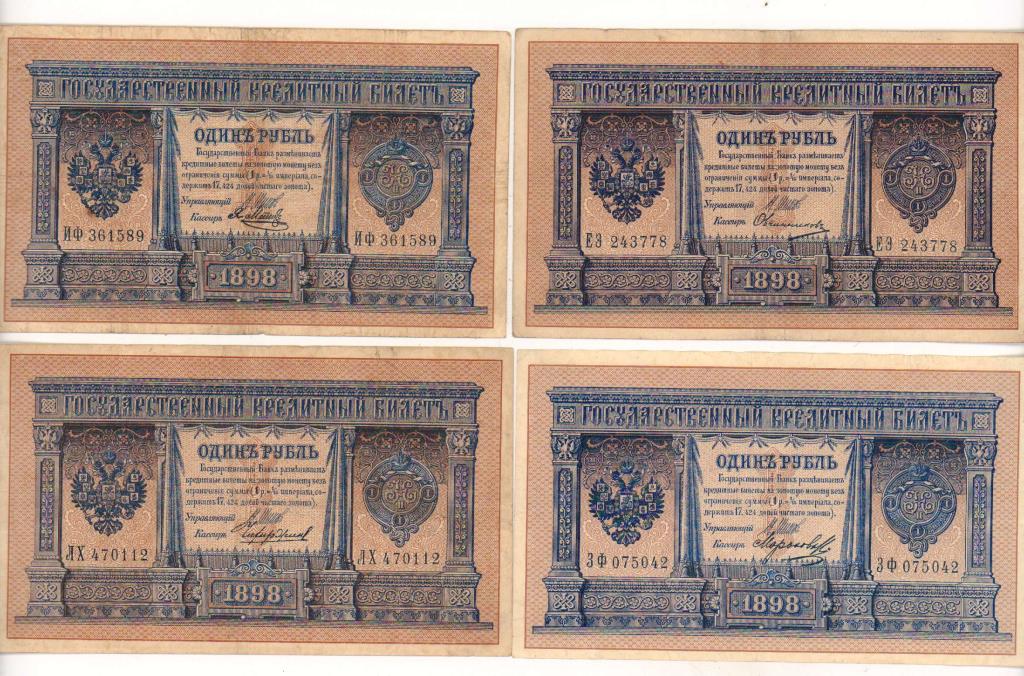 ГОСУДАРСТВЕННЫЙ КРЕДИТНЫЙ БИЛЕТЪ
ОДИНЪ РУБЛЬ
Государственный Банкъ размѣниваетъ
кредитные билеты на золотую монету безъ
ограниченія суммы (1 р. = 1/15 имперіала, со-
держитъ 17,424 долей чистаго золота).
Управляющій
Кассиръ
ИФ 361589
ИФ 361589
1898
ГОСУДАРСТВЕННЫЙ КРЕДИТНЫЙ БИЛЕТЪ
ОДИНЪ РУБЛЬ
Государственный Банкъ размѣниваетъ
кредитные билеты на золотую монету безъ
ограниченія суммы (1 р. = 1/15 имперіала, со-
держитъ 17,424 долей чистаго золота).
Управляющій
Кассиръ Овчинниковъ
ЕЭ 243778
ЕЭ 243778
1898
ГОСУДАРСТВЕННЫЙ КРЕДИТНЫЙ БИЛЕТЪ
ОДИНЪ РУБЛЬ
Государственный Банкъ размѣниваетъ
кредитные билеты на золотую монету безъ
ограниченія суммы (1 р. = 1/15 имперіала, со-
держитъ 17,424 долей чистаго золота).
Управляющій
Кассиръ
ЛХ 470112
ЛХ 470112
1898
ГОСУДАРСТВЕННЫЙ КРЕДИТНЫЙ БИЛЕТЪ
ОДИНЪ РУБЛЬ
Государственный Банкъ размѣниваетъ
кредитные билеты на золотую монету безъ
ограниченія суммы (1 р. = 1/15 имперіала, со-
держитъ 17,424 долей чистаго золота).
Управляющій
Кассиръ
ЗФ 075042
ЗФ 075042
1898